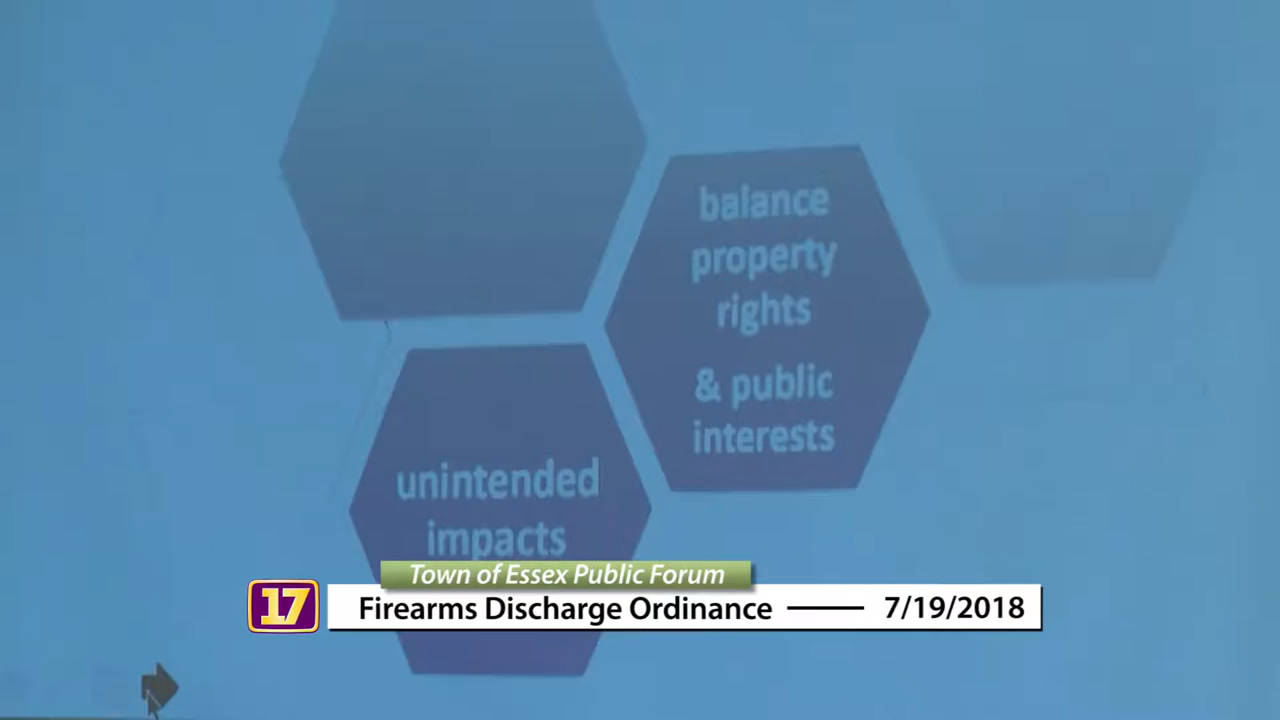 balance
property
rights
& public
interests
unintended
impacts
Town of Essex Public Forum
17
Firearms Discharge Ordinance 7/19/2018